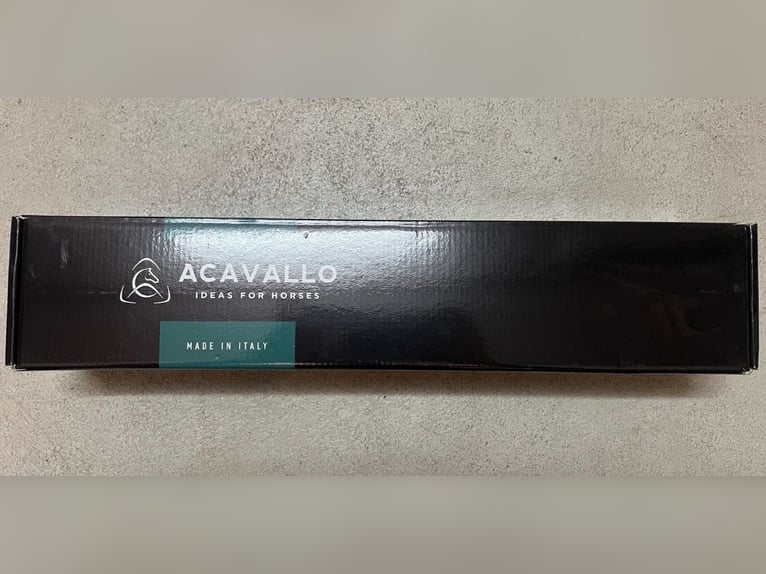 ACAVALLO
IDEAS FOR HORSES
MADE IN ITALY